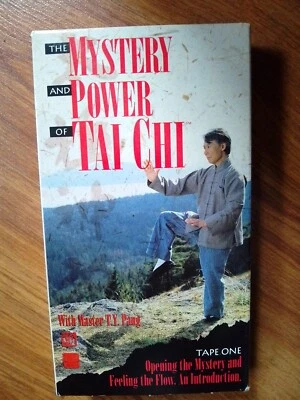 THE MYSTERY
AND POWER
OF TAI CHI
With Master T.Y. Pang
TAPE ONE
Opening the Mystery and
Feeling the Flow. An Introduction.